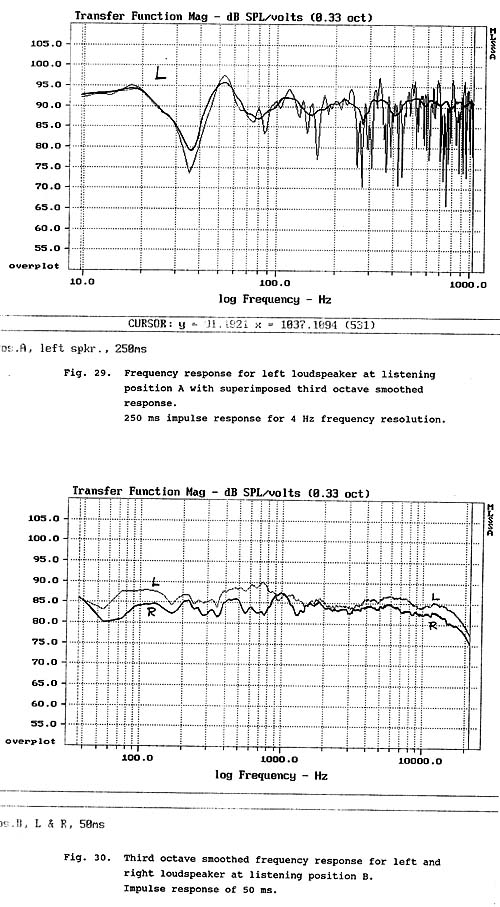 Transfer Function Mag - dB SPL/volts (0.33 oct)
MLSSA
105.0
100.0
95.0
90.0
85.0
80.0
75.0
70.0
65.0
60.0
55.0
L
overplot
10.0 100.0 1000.0
log Frequency - Hz
CURSOR: y = x = 1037.1094 (531)
os.A, left spkr., 250ms
Fig. 29. Frequency response for left loudspeaker at listening
position A with superimposed third octave smoothed
response.
250 ms impulse response for 4 Hz frequency resolution.
Transfer Function Mag - dB SPL/volts (0.33 oct)
MLSSA
105.0
100.0
95.0
90.0
85.0
80.0
75.0
70.0
65.0
60.0
55.0
L
R
L
R
overplot
100.0 1000.0 10000.0
log Frequency - Hz
os.B, L & R, 50ms
Fig. 30. Third octave smoothed frequency response for left and
right loudspeaker at listening position B.
Impulse response of 50 ms.